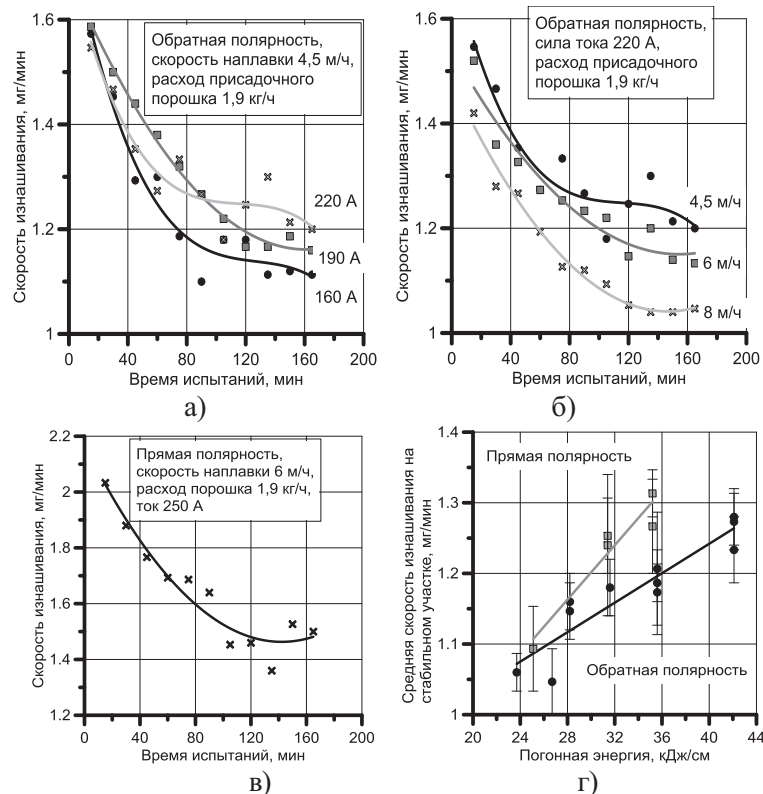 Скорость изнашивания, мг/мин
1.6
1.4
1.2
1
Обратная полярность,
скорость наплавки 4,5 м/ч,
расход присадочного
порошка 1,9 кг/ч
220 А
190 А
160 А
0
40
80
120
160
200
Время испытаний, мин
а)
Скорость изнашивания, мг/мин
1.6
1.4
1.2
1
Обратная полярность,
сила тока 220 А,
расход присадочного
порошка 1,9 кг/ч
4,5 м/ч
6 м/ч
8 м/ч
0
40
80
120
160
200
Время испытаний, мин
б)
Скорость изнашивания, мг/мин
2.2
2
1.8
1.6
1.4
1.2
Прямая полярность,
скорость наплавки 6 м/ч,
расход порошка 1,9 кг/ч,
ток 250 А
0
40
80
120
160
200
Время испытаний, мин
в)
Средняя скорость изнашивания на
стабильном участке, мг/мин
1.4
1.3
1.2
1.1
1
Прямая полярность
Обратная полярность
20
24
28
32
36
40
44
Погонная энергия, кДж/см
г)